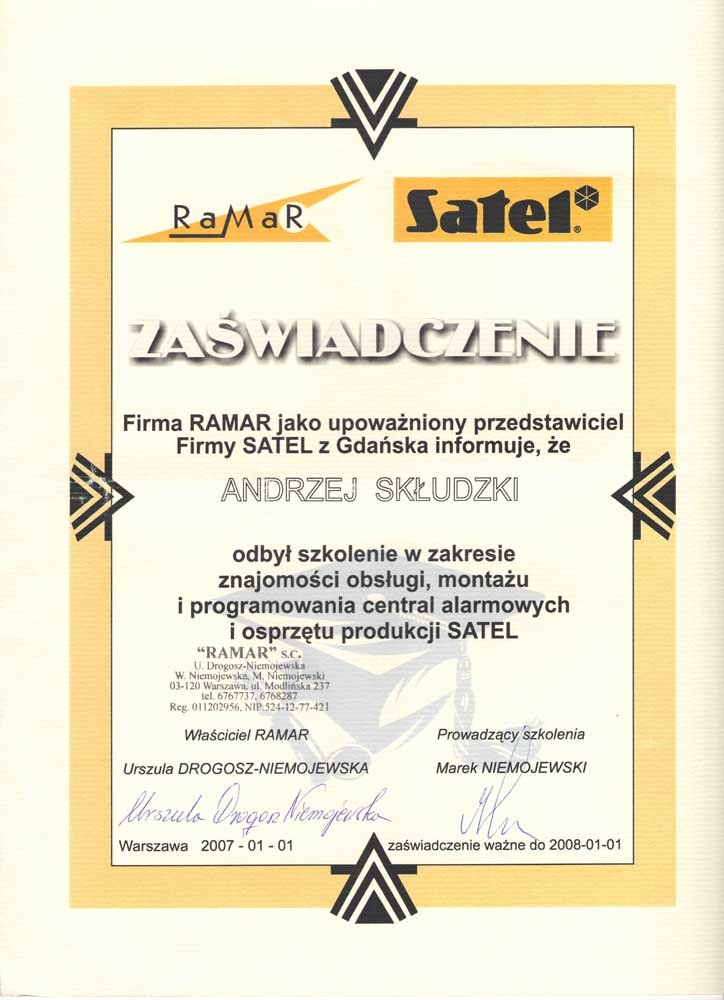 RaMaR
Satel®
ZAŚWIADCZENIE
Firma RAMAR jako upoważniony przedstawiciel
Firmy SATEL z Gdańska informuje, że
ANDRZEJ SKŁUDZKI
odbył szkolenie w zakresie
znajomości obsługi, montażu
i programowania central alarmowych
i osprzętu produkcji SATEL
"RAMAR" s.c.
U. Drogosz-Niemojewska
W. Niemojewska, M. Niemojewski
03-120 Warszawa, ul. Modlińska 237
tel. 6767737, 6768287
Reg. 011202956, NIP:524-12-77-421
Właściciel RAMAR
Prowadzący szkolenia
Urszula DROGOSZ-NIEMOJEWSKA
Marek NIEMOJEWSKI
Urszula Drogosz Niemojewska
Warszawa 2007 - 01 - 01
zaświadczenie ważne do 2008-01-01